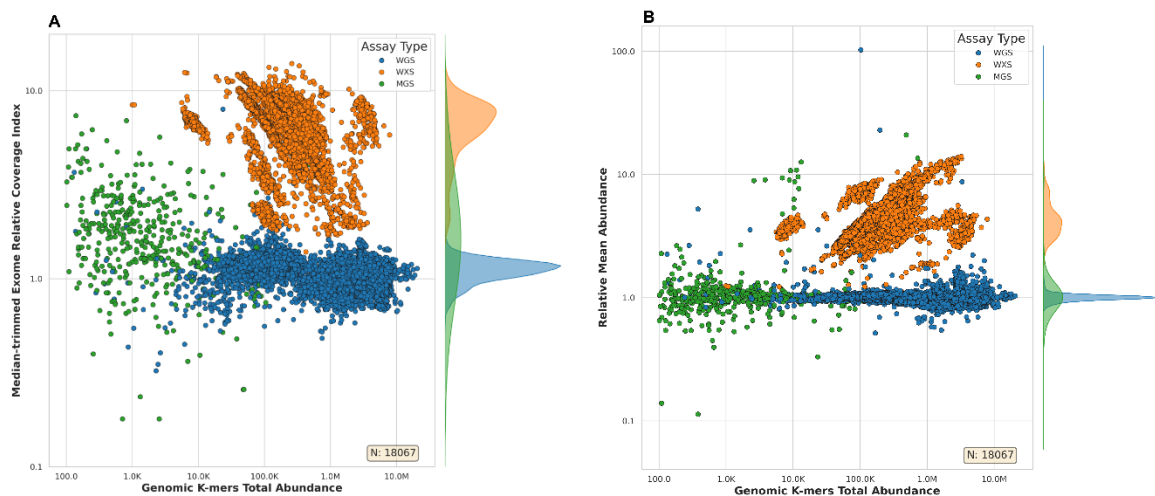 A
Assay Type
WGS
WXS
MGS
Median-trimmed Exome Relative Coverage Index
10.0
1.0
0.1
100.0
1.0K
10.0K
100.0K
1.0M
10.0M
N: 18067
Genomic K-mers Total Abundance
B
Assay Type
WGS
WXS
MGS
Relative Mean Abundance
100.0
10.0
1.0
0.1
100.0
1.0K
10.0K
100.0K
1.0M
10.0M
N: 18067
Genomic K-mers Total Abundance